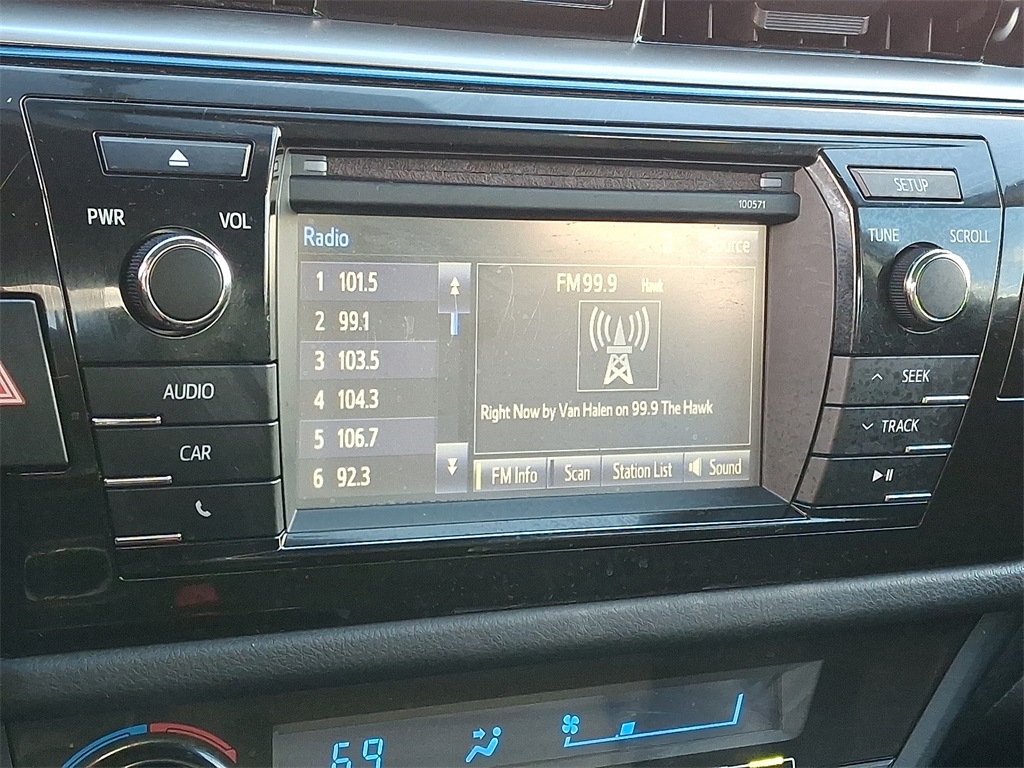 SETUP
PWR
VOL
100571
TUNE
SCROLL
Radio
1 101.5
2 99.1
3 103.5
4 104.3
5 106.7
6 92.3
FM 99.9 Hawk
Right Now by Van Halen on 99.9 The Hawk
FM Info
Scan
Station List
Sound
AUDIO
CAR
SEEK
TRACK
69